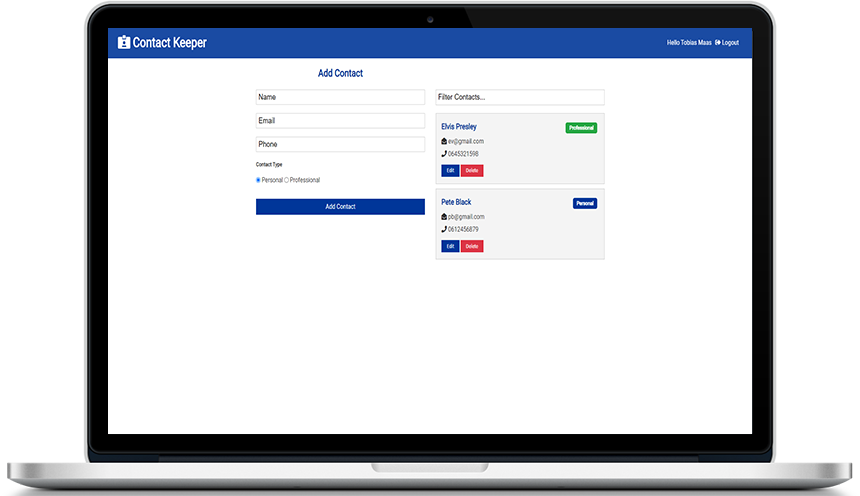 Contact Keeper
Hello Tobias Maas Logout
Add Contact
Name
Email
Phone
Contact Type
Personal Professional
Add Contact
Filter Contacts...
Elvis Presley Professional
ev@gmail.com
0645321598
Edit Delete
Pete Black Personal
pb@gmail.com
0612456879
Edit Delete